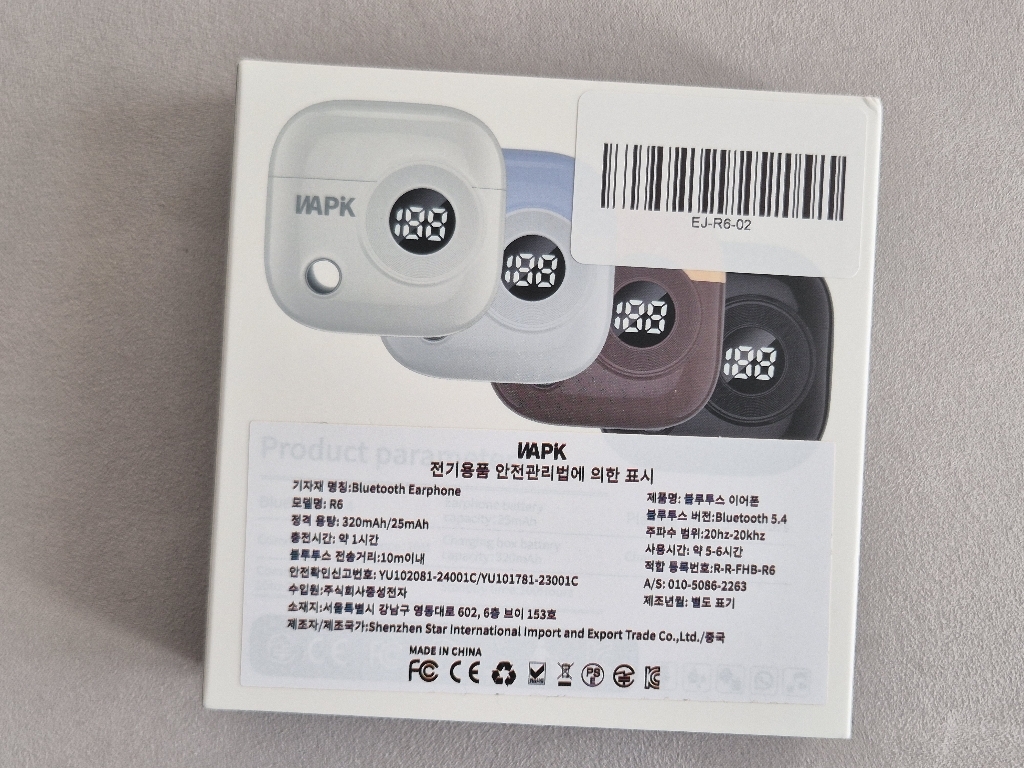 WAPK
188
188
188
188
EJ-R6-02
Product parameter
WAPK
전기용품 안전관리법에 의한 표시
기자재 명칭:Bluetooth Earphone
모델명: R6
정격 용량: 320mAh/25mAh
충전시간: 약 1시간
블루투스 전송거리:10m이내
안전확인신고번호: YU102081-24001C/YU101781-23001C
수입원:주식회사종성전자
소재지:서울특별시 강남구 영동대로 602, 6층 브이 153호
제조자/제조국가:Shenzhen Star International Import and Export Trade Co.,Ltd./중국
제품명: 블루투스 이어폰
블루투스 버전:Bluetooth 5.4
주파수 범위:20hz-20khz
사용시간: 약 5-6시간
적합 등록번호:R-R-FHB-R6
A/S: 010-5086-2263
제조년월: 별도 표기
MADE IN CHINA
FC CE PS E